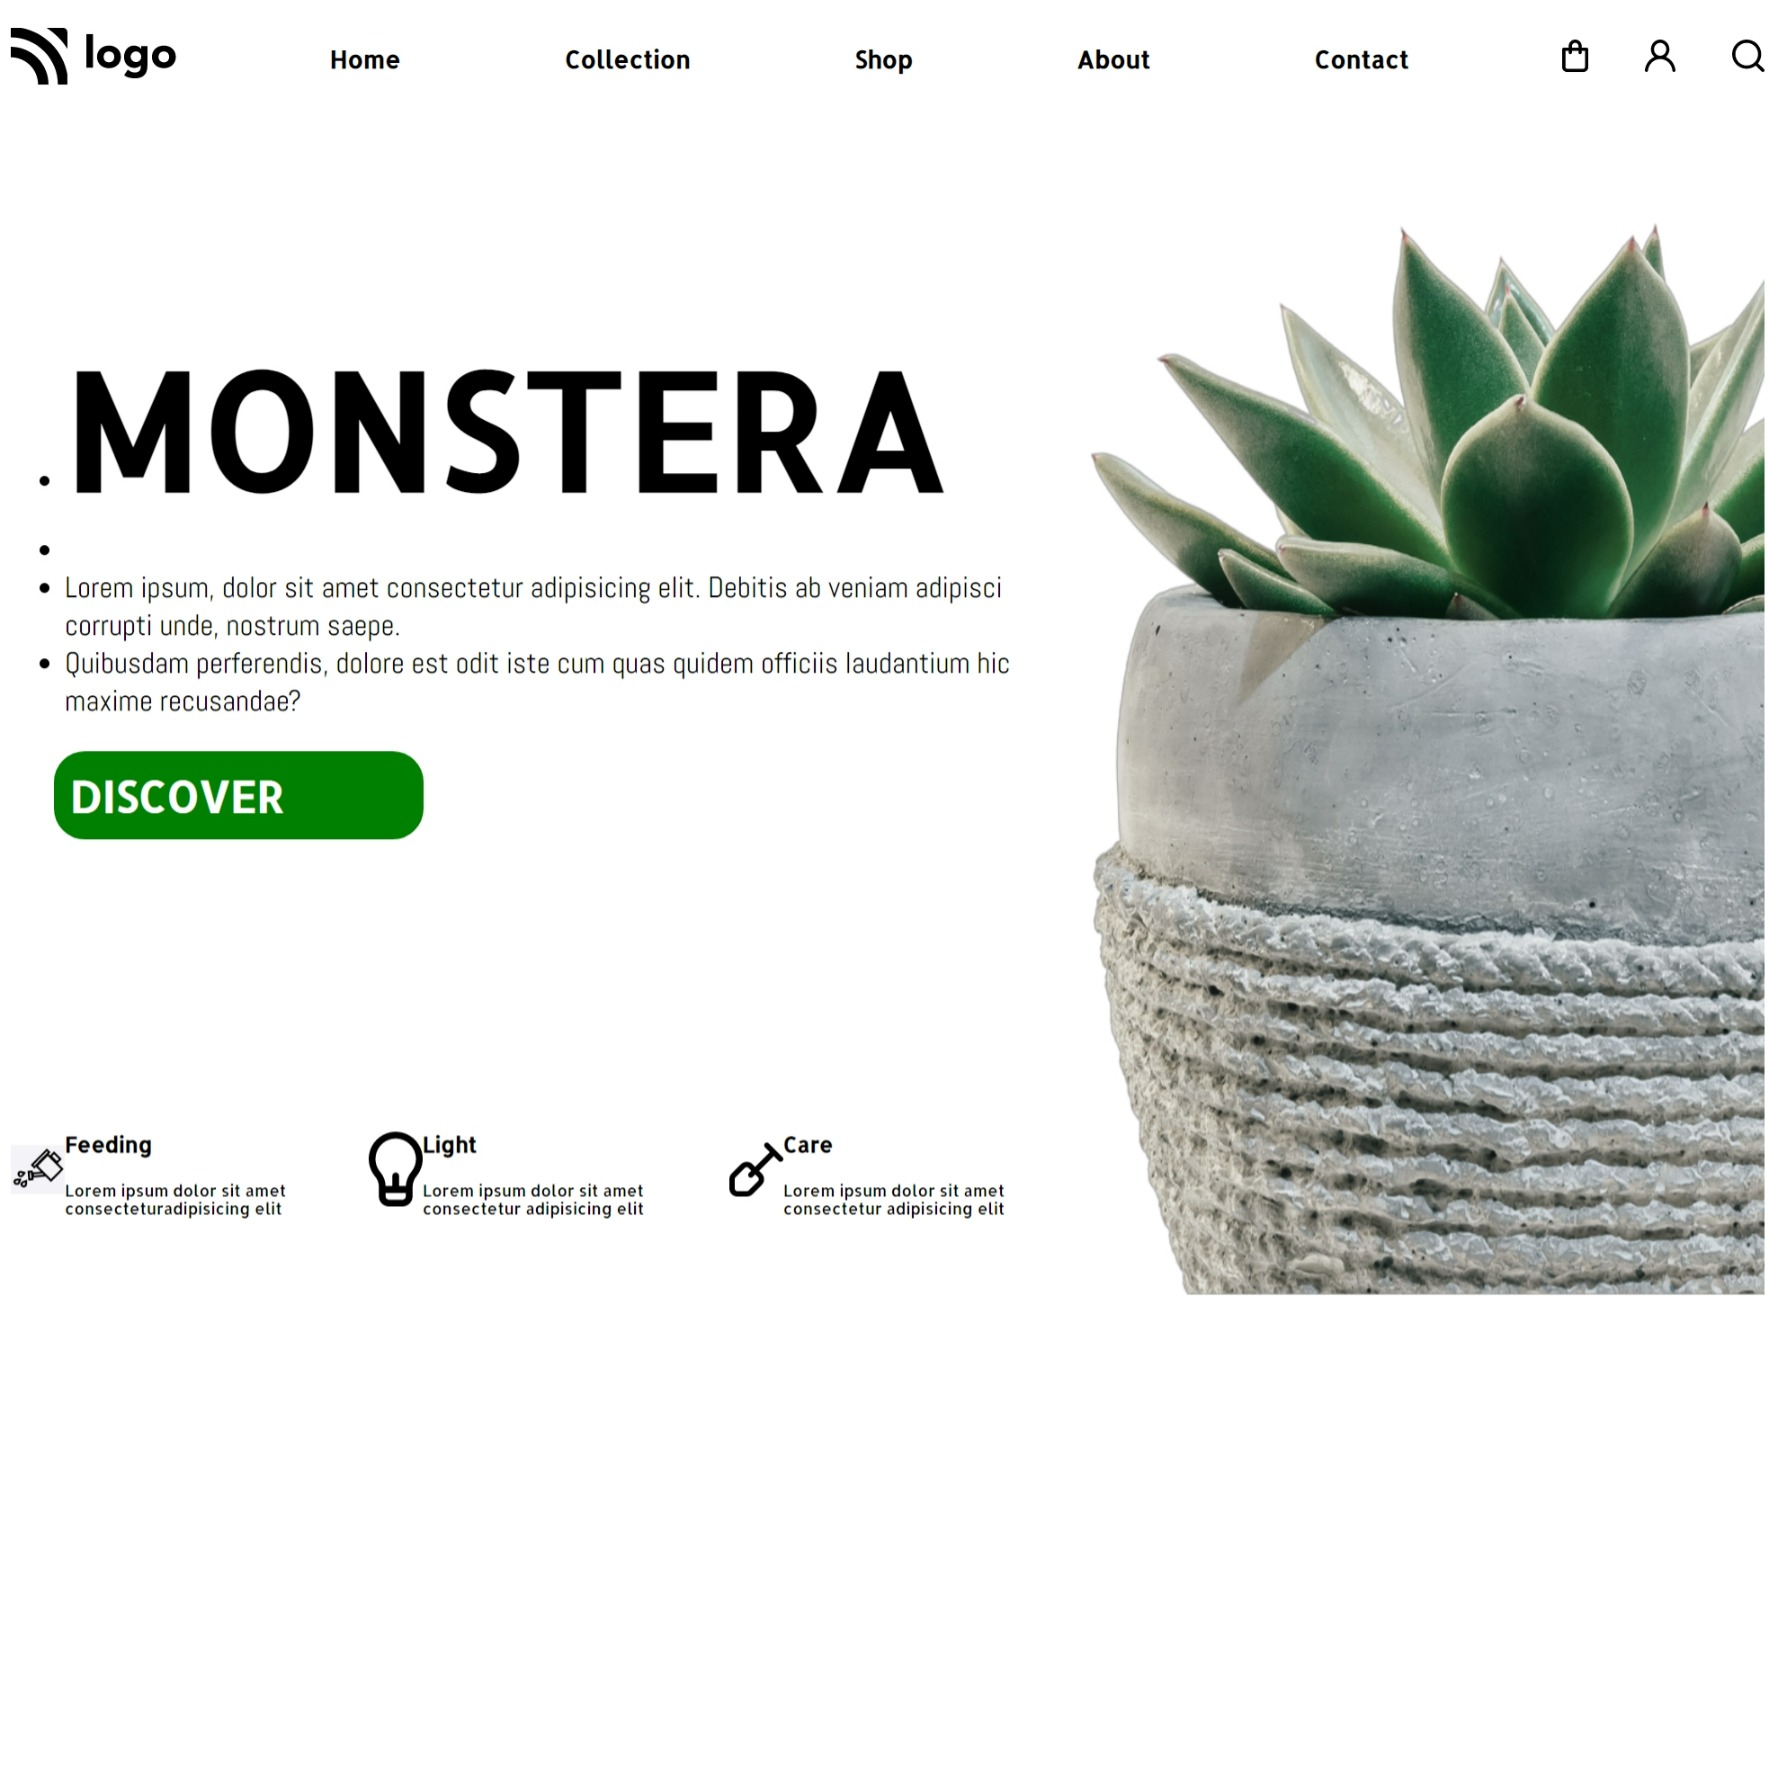 logo
Home Collection Shop About Contact
MONSTERA
Lorem ipsum, dolor sit amet consectetur adipisicing elit. Debitis ab veniam adipisci
corrupti unde, nostrum saepe.
Quibusdam perferendis, dolore est odit iste cum quas quidem officiis laudantium hic
maxime recusandae?
DISCOVER
Feeding
Lorem ipsum dolor sit amet
consecteturadipisicing elit
Light
Lorem ipsum dolor sit amet
consectetur adipisicing elit
Care
Lorem ipsum dolor sit amet
consectetur adipisicing elit